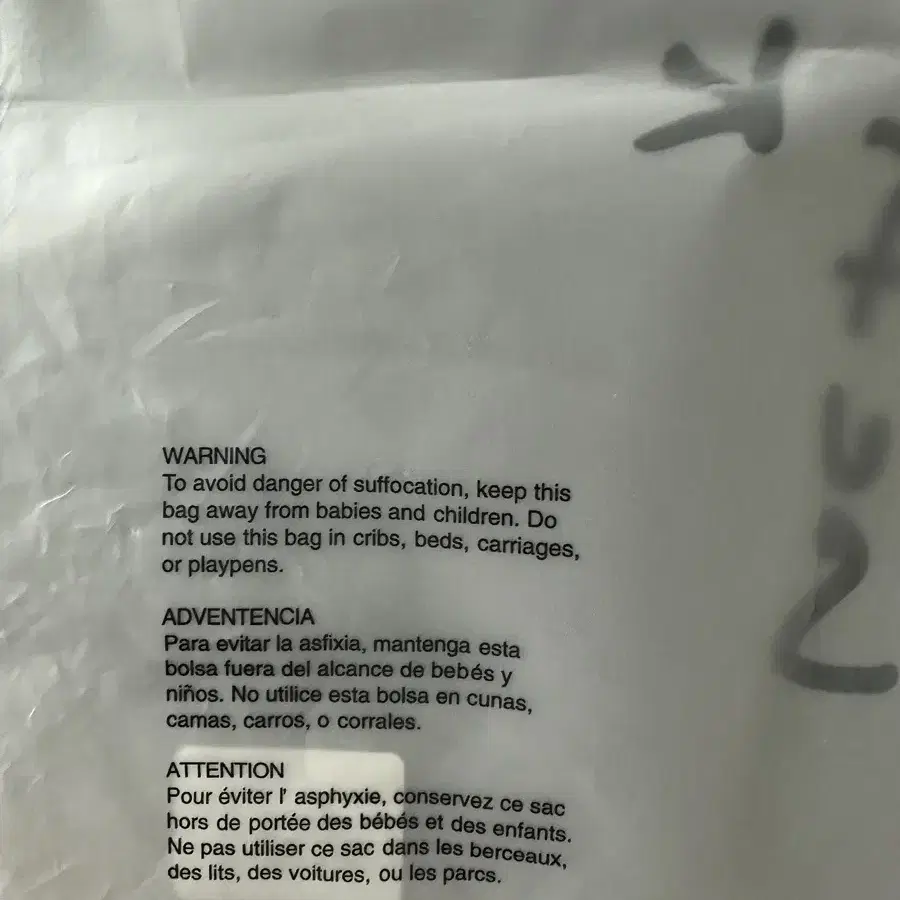 WARNING
To avoid danger of suffocation, keep this
bag away from babies and children. Do
not use this bag in cribs, beds, carriages,
or playpens.
ADVENTENCIA
Para evitar la asfixia, mantenga esta
bolsa fuera del alcance de bebés y
niños. No utilice esta bolsa en cunas,
camas, carros, o corrales.
ATTENTION
Pour éviter l' asphyxie, conservez ce sac
hors de portée des bébés et des enfants.
Ne pas utiliser ce sac dans les berceaux,
des lits, des voitures, ou les parcs.